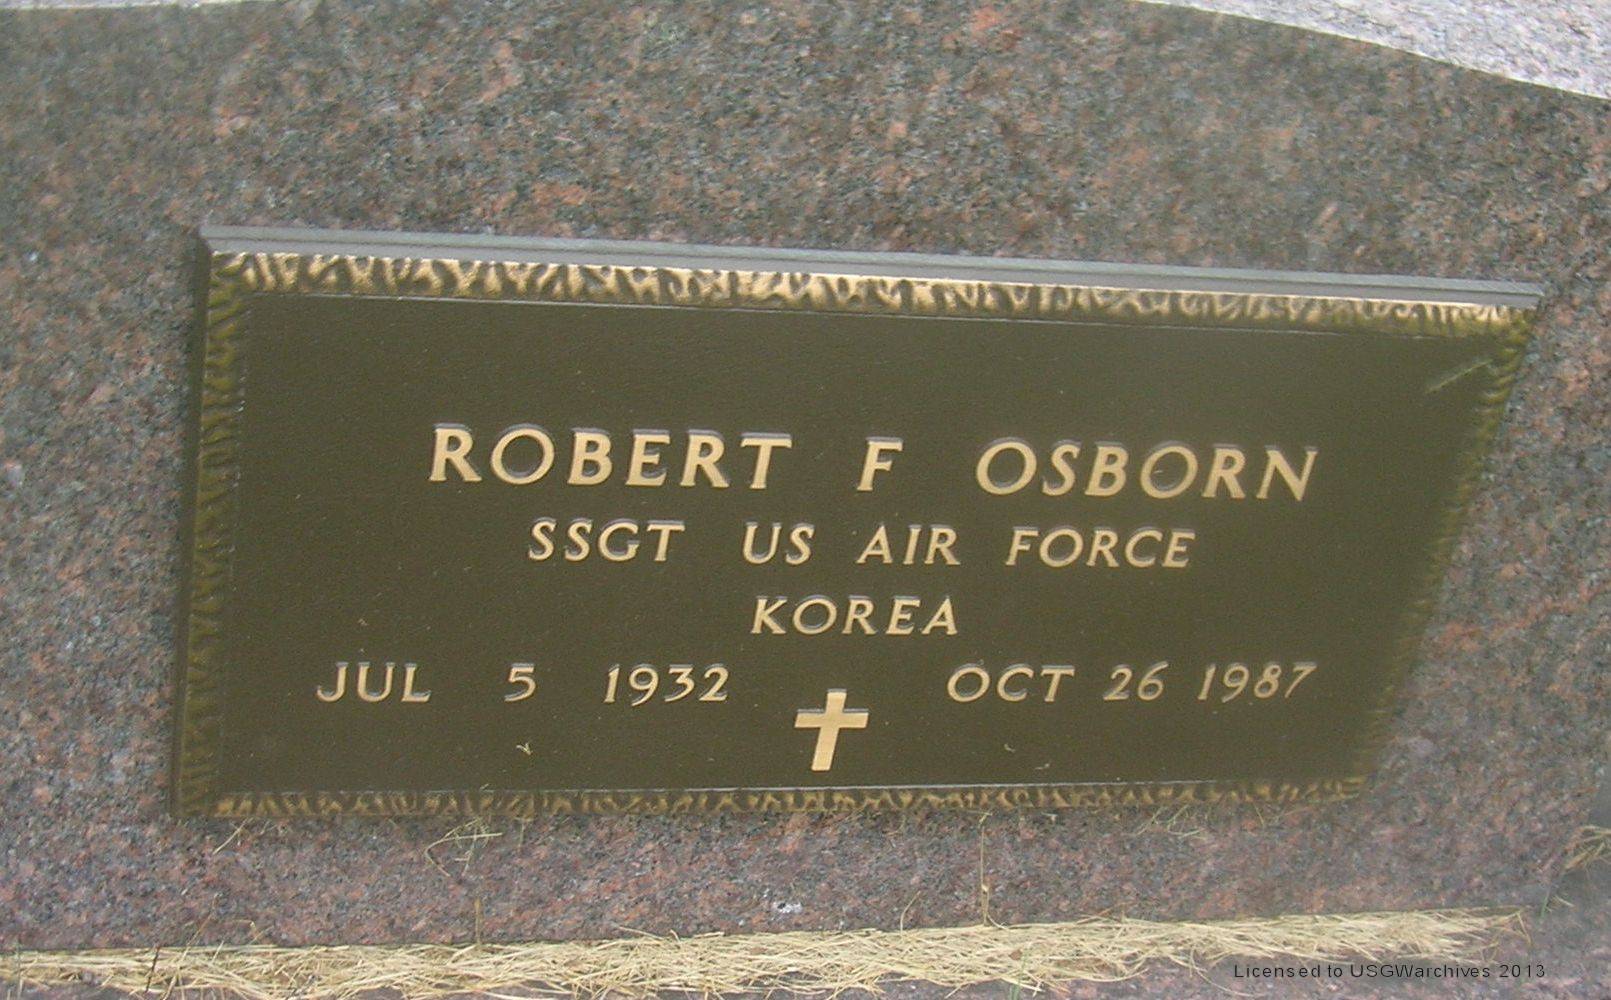 ROBERT F OSBORN
SSGT US AIR FORCE
KOREA
JUL 5 1932 OCT 26 1987
Licensed to USGWarchives 2013